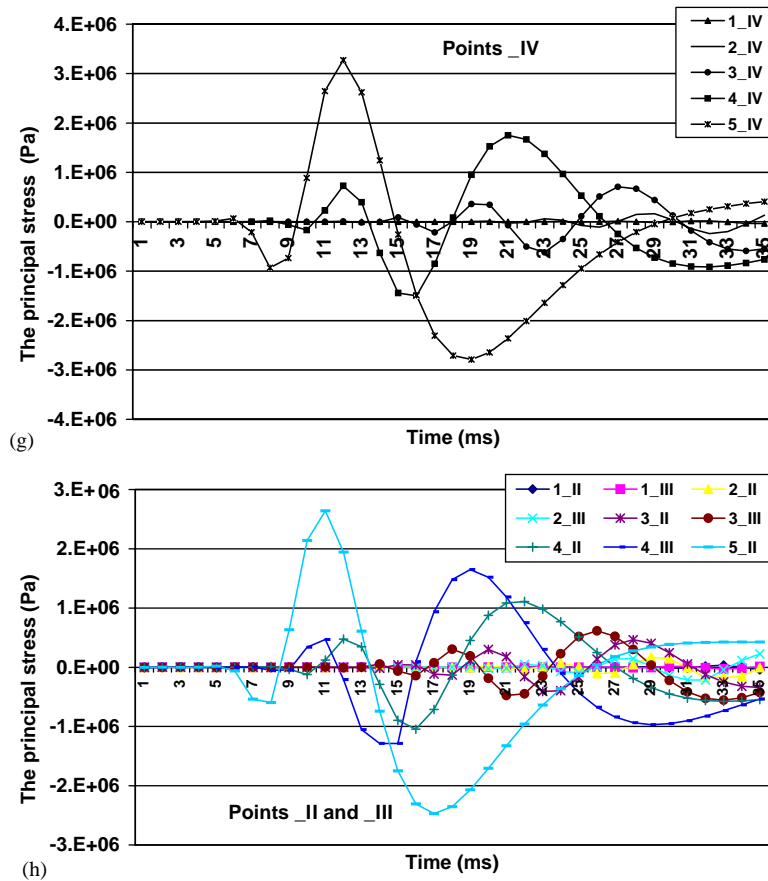 4.E+06
3.E+06
2.E+06
1.E+06
0.E+00
-1.E+06
-2.E+06
-3.E+06
-4.E+06
The principal stress (Pa)
Points _IV
1_IV
2_IV
3_IV
4_IV
5_IV
1 3 5 7 9 11 13 15 17 19 21 23 25 27 29 31 33 35
Time (ms)
(g)
3.E+06
2.E+06
1.E+06
0.E+00
-1.E+06
-2.E+06
-3.E+06
The principal stress (Pa)
1_II 1_III 2_II
2_III 3_II 3_III
4_II 4_III 5_II
1 3 5 7 9 11 13 15 17 19 21 23 25 27 29 31 33 35
Points _II and _III
Time (ms)
(h)